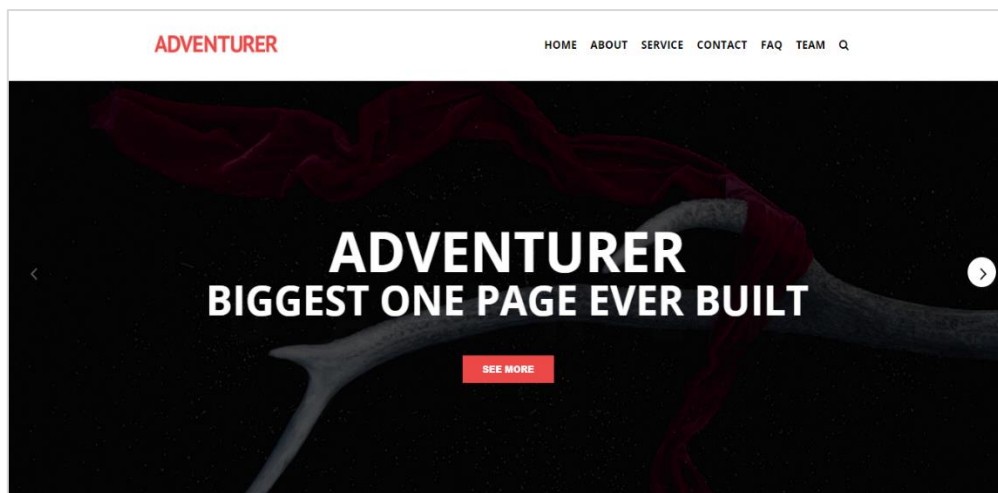 ADVENTURER
HOME ABOUT SERVICE CONTACT FAQ TEAM
ADVENTURER
BIGGEST ONE PAGE EVER BUILT
SEE MORE